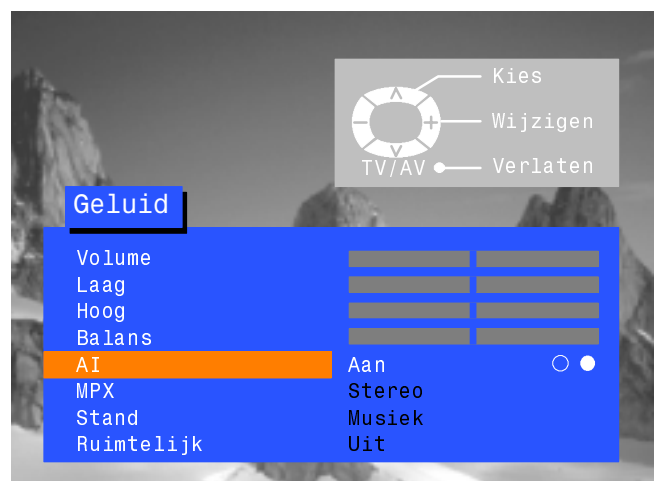 Kies
Wijzigen
TV/AV Verlaten
Geluid
Volume
Laag
Hoog
Balans
AI Aan
MPX Stereo
Stand Musiek
Ruimtelijk Uit